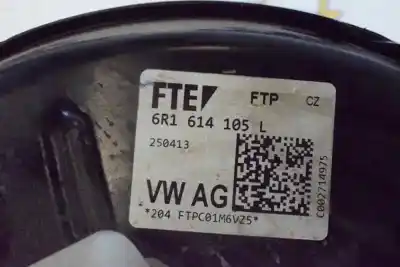 FTE FTP CZ
6R1 614 105 L
250413
VW AG
*204 FTPC01M6VZ5*
C002714975